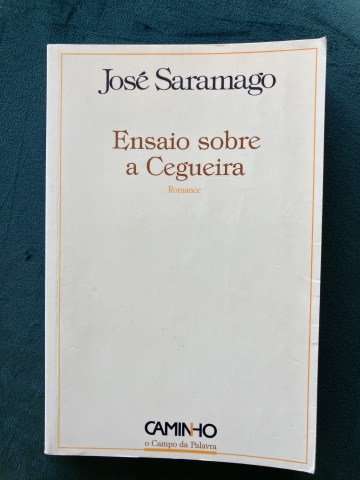 José Saramago
Ensaio sobre
a Cegueira
Romance
CAMINHO
o Campo da Palavra